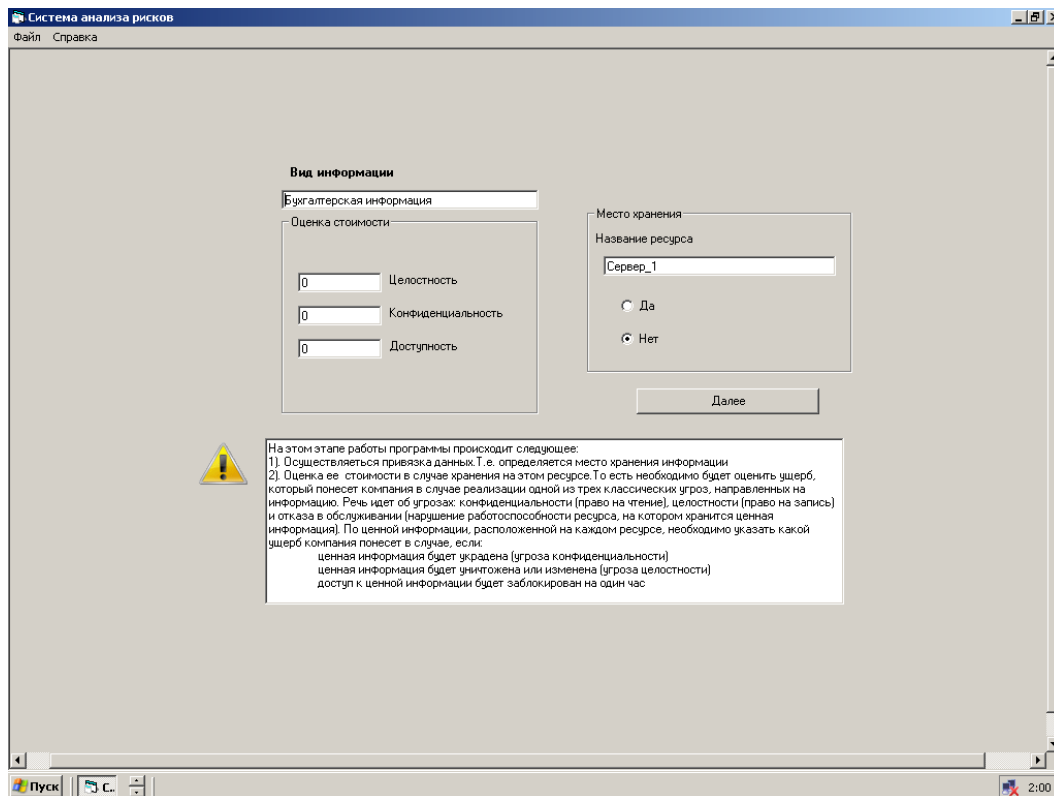 Система анализа рисков
Файл Справка
Вид информации
Бухгалтерская информация
Оценка стоимости
0 Целостность
0 Конфиденциальность
0 Доступность
Место хранения
Название ресурса
Сервер_1
Да
Нет
Далее
На этом этапе работы программы происходит следующее:
1). Осуществляеться привязка данных.Т.е. определяется место хранения информации
2). Оценка ее стоимости в случае хранения на этом ресурсе.То есть необходимо будет оценить ущерб,
который понесет компания в случае реализации одной из трех классических угроз, направленных на
информацию. Речь идет об угрозах: конфиденциальности (право на чтение), целостности (право на запись)
и отказа в обслуживании (нарушение работоспособности ресурса, на котором хранится ценная
информация). По ценной информации, расположенной на каждом ресурсе, необходимо указать какой
ущерб компания понесет в случае, если:
ценная информация будет украдена (угроза конфиденциальности)
ценная информация будет уничтожена или изменена (угроза целостности)
доступ к ценной информации будет заблокирован на один час
Пуск С.. 2:00